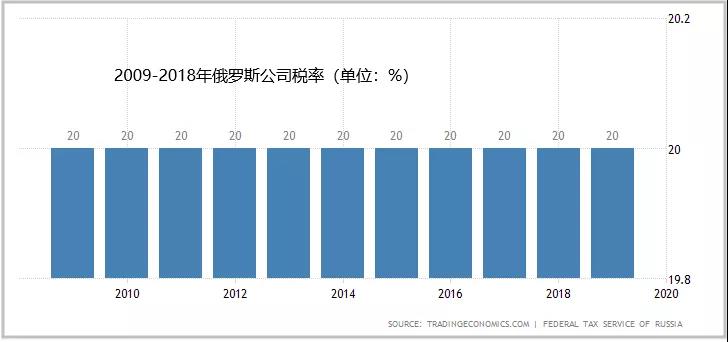 20.2
2009-2018年俄罗斯公司税率（单位：%）
20 20 20 20 20 20 20 20 20 20 20
20
19.8
2010 2012 2014 2016 2018 2020
SOURCE: TRADINGECONOMICS.COM | FEDERAL TAX SERVICE OF RUSSIA